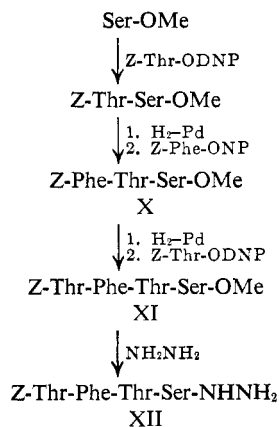 Ser-OMe
Z-Thr-ODNP
Z-Thr-Ser-OMe
1. H₂-Pd
2. Z-Phe-ONP
Z-Phe-Thr-Ser-OMe
X
1. H₂-Pd
2. Z-Thr-ODNP
Z-Thr-Phe-Thr-Ser-OMe
XI
NH₂NH₂
Z-Thr-Phe-Thr-Ser-NHNH₂
XII